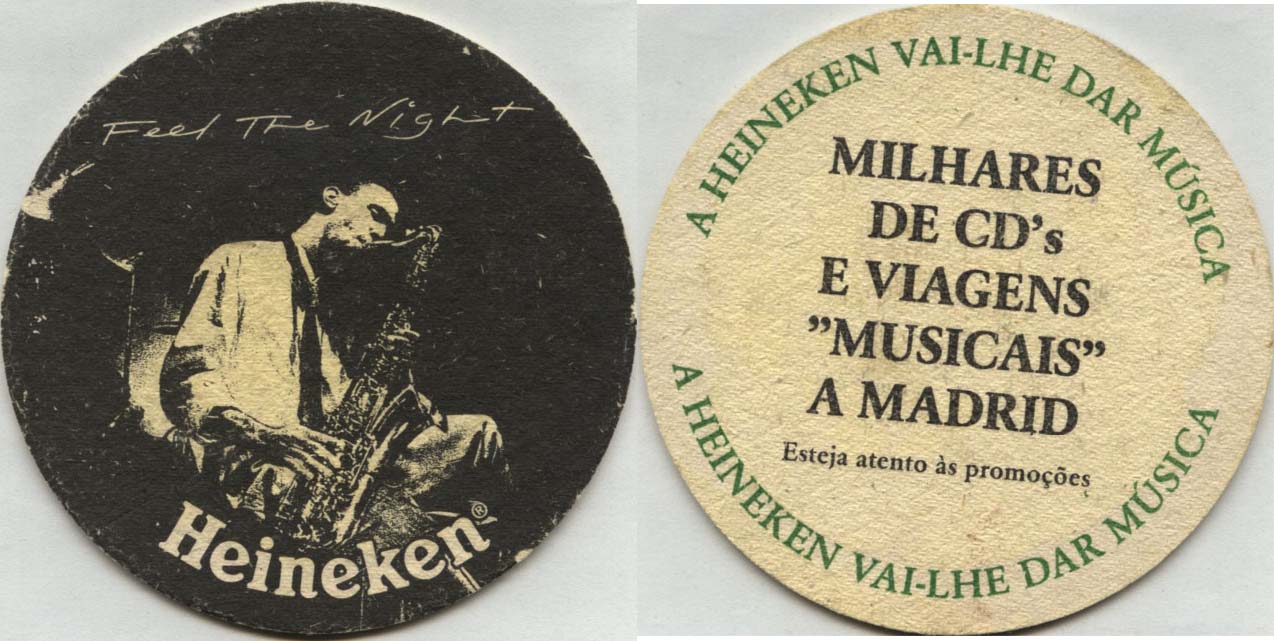 Feel The Night
Heineken®
A HEINEKEN VAI-LHE DAR MÚSICA
MILHARES
DE CD's
E VIAGENS
”MUSICAIS”
A MADRID
Esteja atento às promoções
A HEINEKEN VAI-LHE DAR MÚSICA